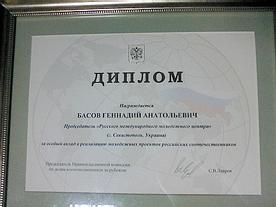 ДИПЛОМ
Награждается
БАСОВ ГЕННАДИЙ АНАТОЛЬЕВИЧ
Председатель «Русского международного молодежного центра»
(г. Севастополь, Украина)
за особый вклад в реализацию молодежных проектов российских соотечественников
Председатель Правительственной комиссии
по делам соотечественников за рубежом
С.В.Лавров